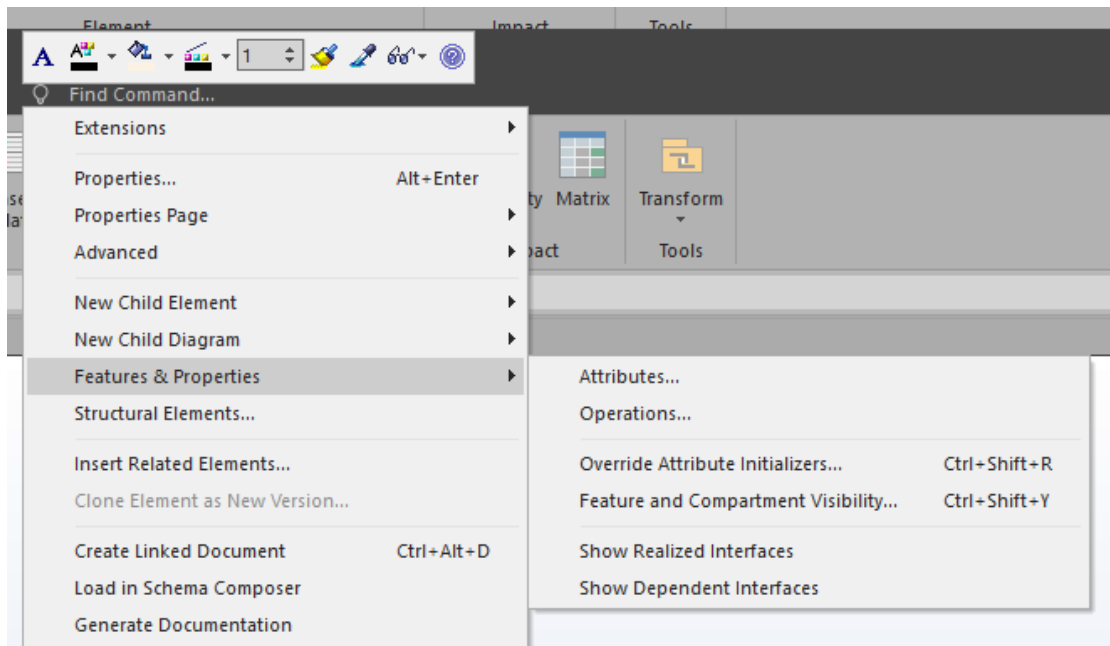 Element Impact Tools
A 1
Find Command...
Extensions
Properties... Alt+Enter
Properties Page
Advanced
New Child Element
New Child Diagram
Features & Properties
Structural Elements...
Insert Related Elements...
Clone Element as New Version...
Create Linked Document Ctrl+Alt+D
Load in Schema Composer
Generate Documentation
Matrix Transform
Tools
Attributes...
Operations...
Override Attribute Initializers... Ctrl+Shift+R
Feature and Compartment Visibility... Ctrl+Shift+Y
Show Realized Interfaces
Show Dependent Interfaces